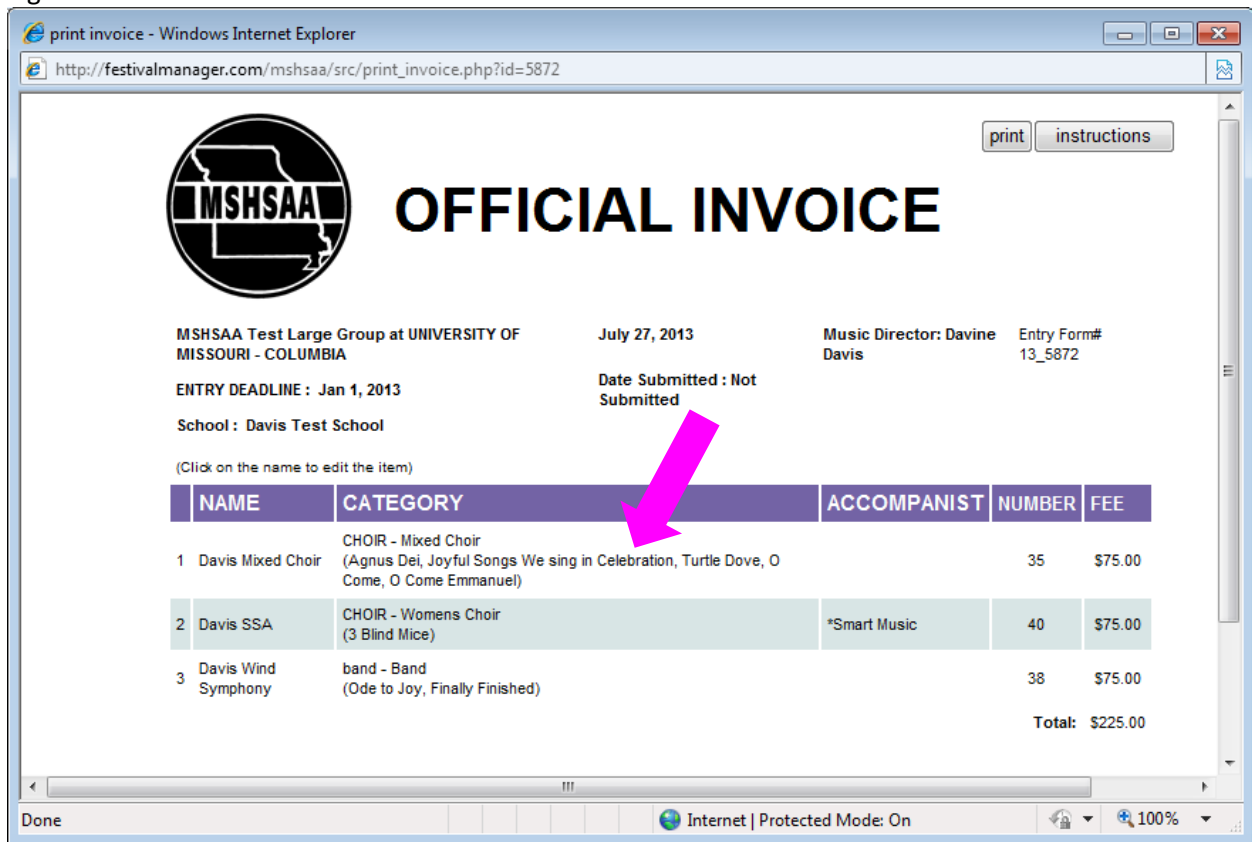 print invoice - Windows Internet Explorer
http://festivalmanager.com/mshsaa/src/print_invoice.php?id=5872
print instructions
MSHSAA
OFFICIAL INVOICE
MSHSAA Test Large Group at UNIVERSITY OF
MISSOURI - COLUMBIA
ENTRY DEADLINE : Jan 1, 2013
School : Davis Test School
July 27, 2013
Date Submitted : Not
Submitted
Music Director: Davine
Davis
Entry Form#
13_5872
(Click on the name to edit the item)
NAME CATEGORY ACCOMPANIST NUMBER FEE
1 Davis Mixed Choir CHOIR - Mixed Choir
(Agnus Dei, Joyful Songs We sing in Celebration, Turtle Dove, O
Come, O Come Emmanuel) 35 $75.00
2 Davis SSA CHOIR - Womens Choir
(3 Blind Mice) *Smart Music 40 $75.00
3 Davis Wind
Symphony band - Band
(Ode to Joy, Finally Finished) 38 $75.00
Total: $225.00
Done Internet | Protected Mode: On 100%